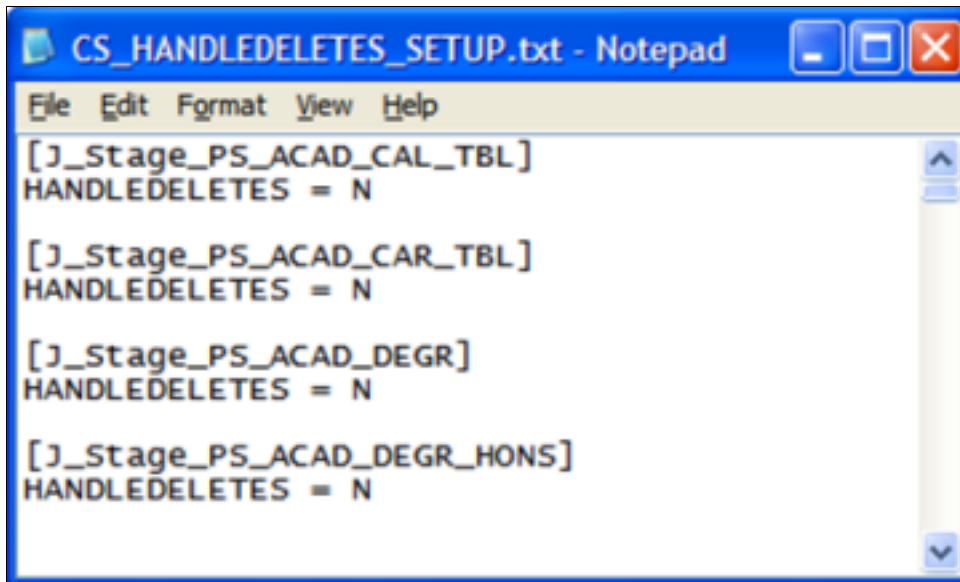 CS_HANDLEDELETES_SETUP.txt - Notepad
File Edit Format View Help
[J_Stage_PS_ACAD_CAL_TBL]
HANDLEDELETES = N
[J_Stage_PS_ACAD_CAR_TBL]
HANDLEDELETES = N
[J_Stage_PS_ACAD_DEGR]
HANDLEDELETES = N
[J_Stage_PS_ACAD_DEGR_HONS]
HANDLEDELETES = N